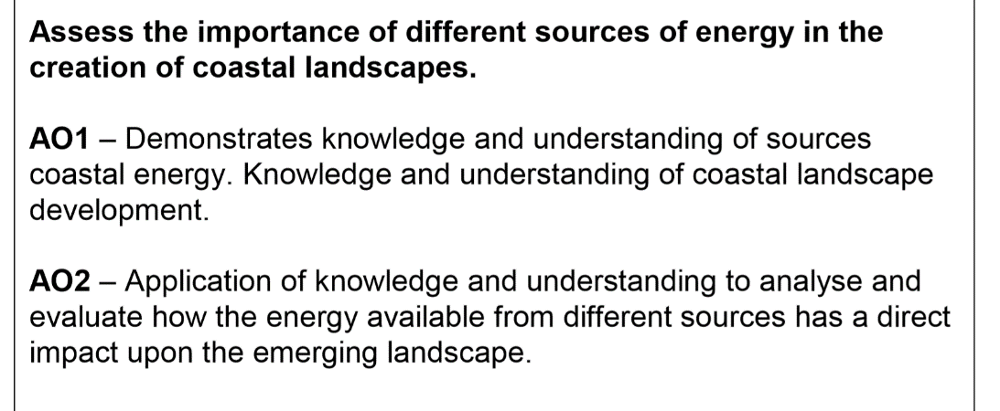 Assess the importance of different sources of energy in the
creation of coastal landscapes.
AO1 – Demonstrates knowledge and understanding of sources
coastal energy. Knowledge and understanding of coastal landscape
development.
AO2 – Application of knowledge and understanding to analyse and
evaluate how the energy available from different sources has a direct
impact upon the emerging landscape.